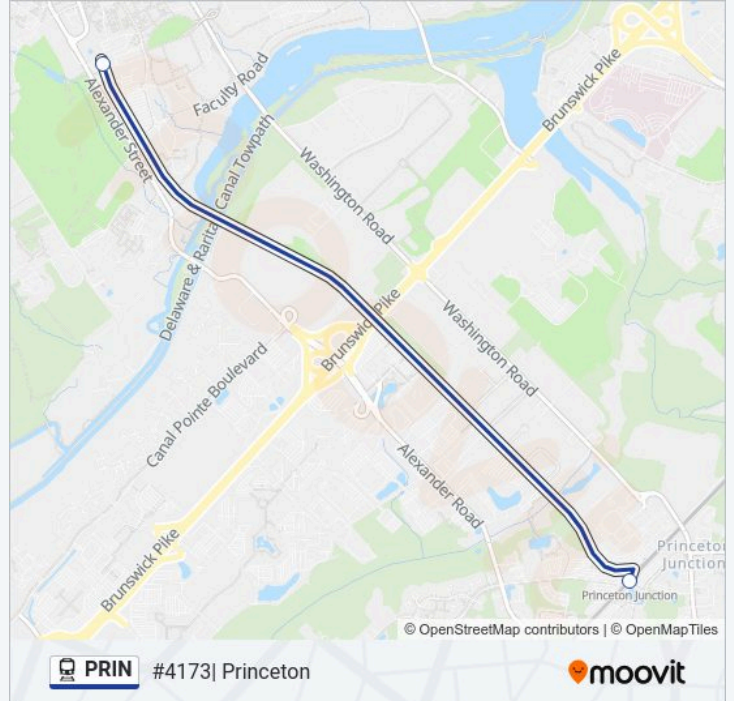 Faculty Road
Alexander Street
Brunswick Pike
Washington Road
Delaware & Raritan Canal Towpath
Brunswick Pike
Washington Road
Canal Pointe Boulevard
Alexander Road
Brunswick Pike
Princeton
Junction
Princeton Junction
© OpenStreetMap contributors | © OpenMapTiles
PRIN #4173| Princeton moovit